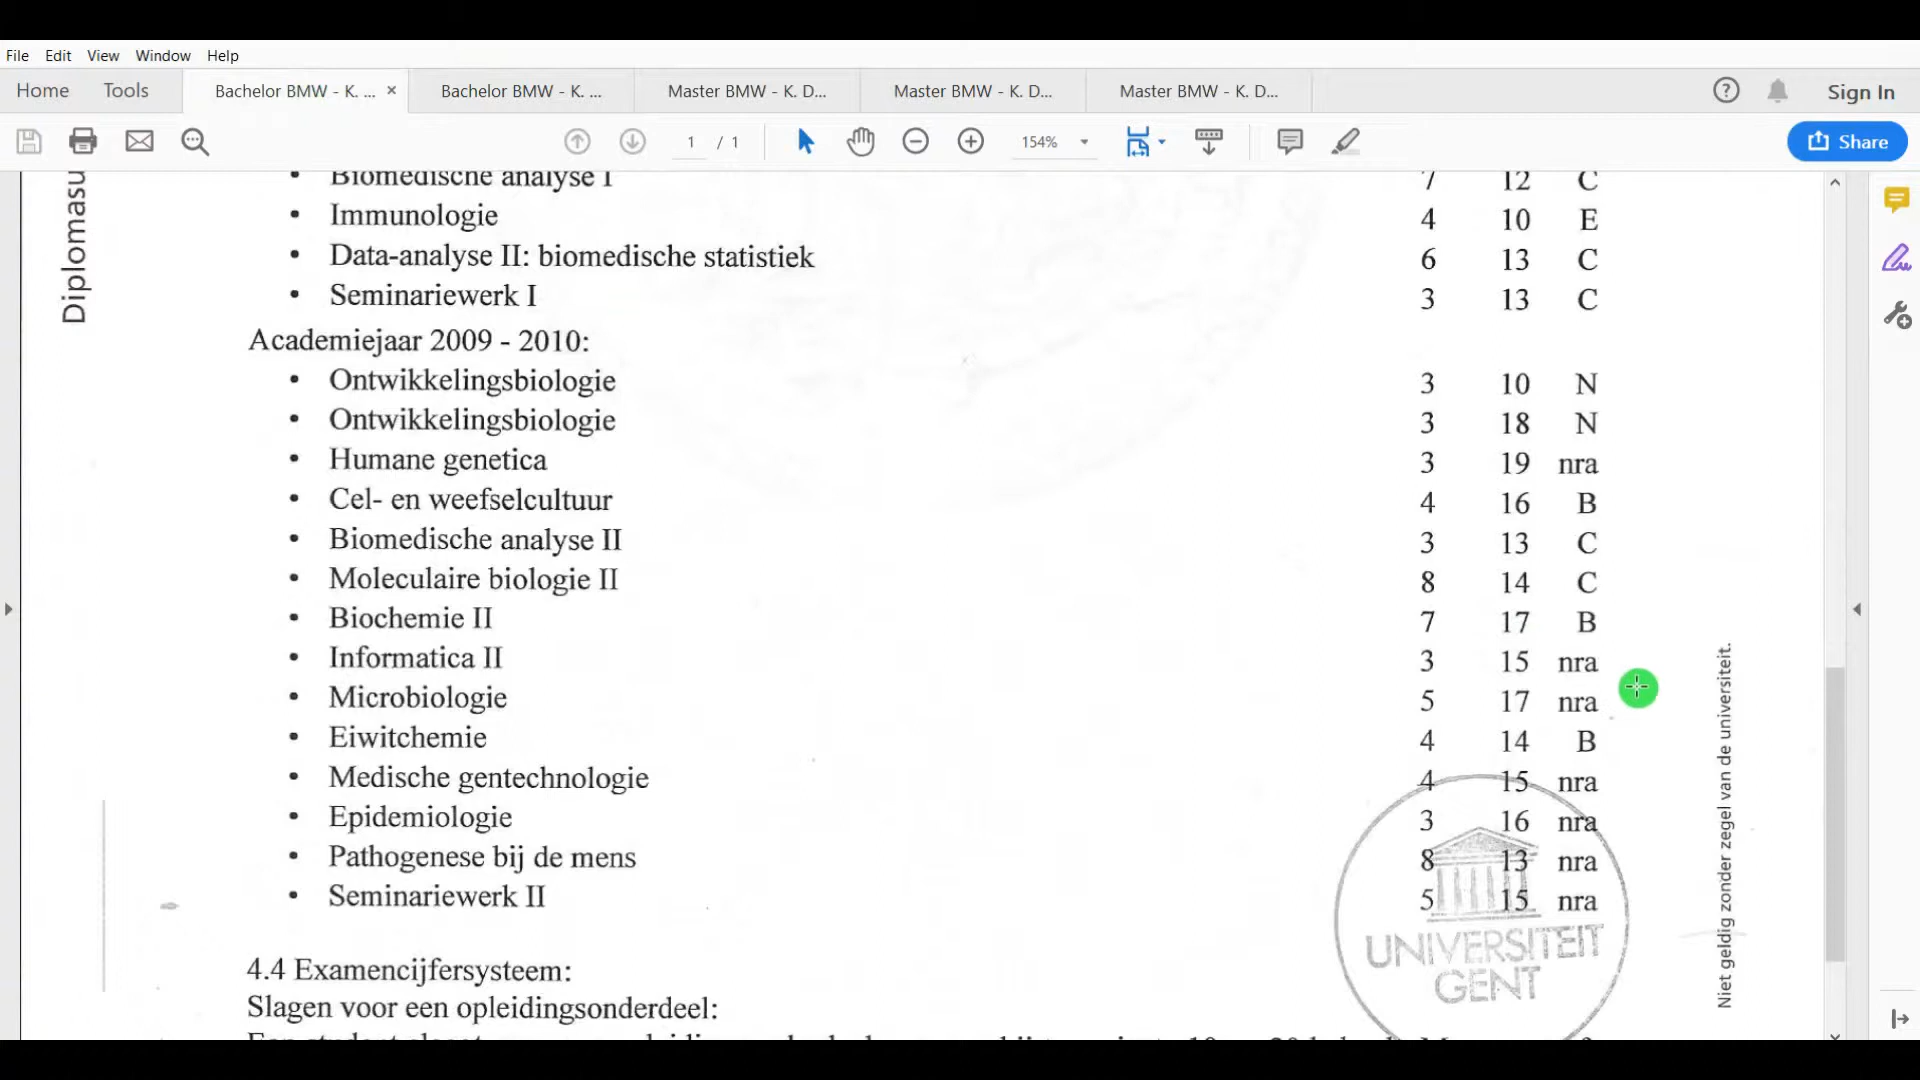 File Edit View Window Help
Home Tools Bachelor BMW - K. ... × Bachelor BMW - K. ... Master BMW - K. D... Master BMW - K. D... Master BMW - K. D... Sign In
1 / 1 154% Share
Diplomasu
• Biomedische analyse I 7 12 C
• Immunologie 4 10 E
• Data-analyse II: biomedische statistiek 6 13 C
• Seminariewerk I 3 13 C
Academiejaar 2009 - 2010:
• Ontwikkelingsbiologie 3 10 N
• Ontwikkelingsbiologie 3 18 N
• Humane genetica 3 19 nra
• Cel- en weefselcultuur 4 16 B
• Biomedische analyse II 3 13 C
• Moleculaire biologie II 8 14 C
• Biochemie II 7 17 B
• Informatica II 3 15 nra
• Microbiologie 5 17 nra
• Eiwitchemie 4 14 B
• Medische gentechnologie 4 15 nra
• Epidemiologie 3 16 nra
• Pathogenese bij de mens 8 13 nra
• Seminariewerk II 5 15 nra
UNIVERSITEIT
GENT
Niet geldig zonder zegel van de universiteit.
4.4 Examencijfersysteem:
Slagen voor een opleidingsonderdeel: